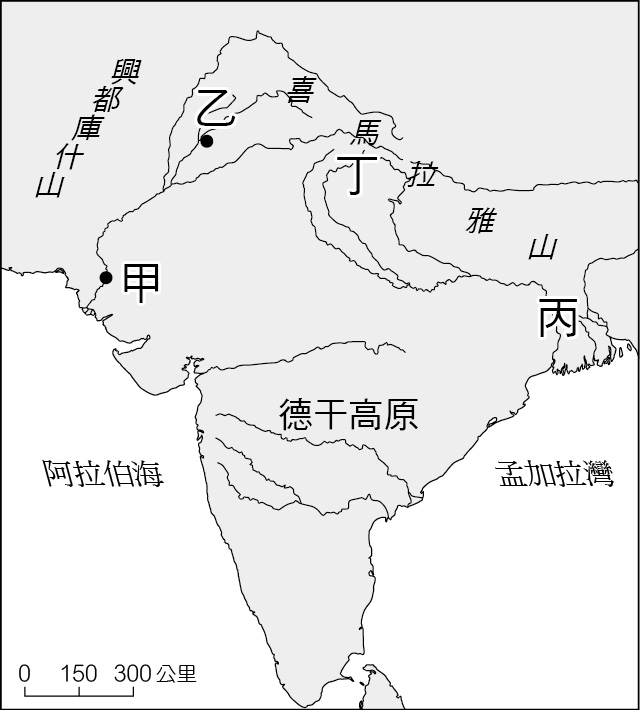 興都庫什山
乙
喜馬拉雅山
丁
甲
丙
德干高原
阿拉伯海
孟加拉灣
0 150 300 公里